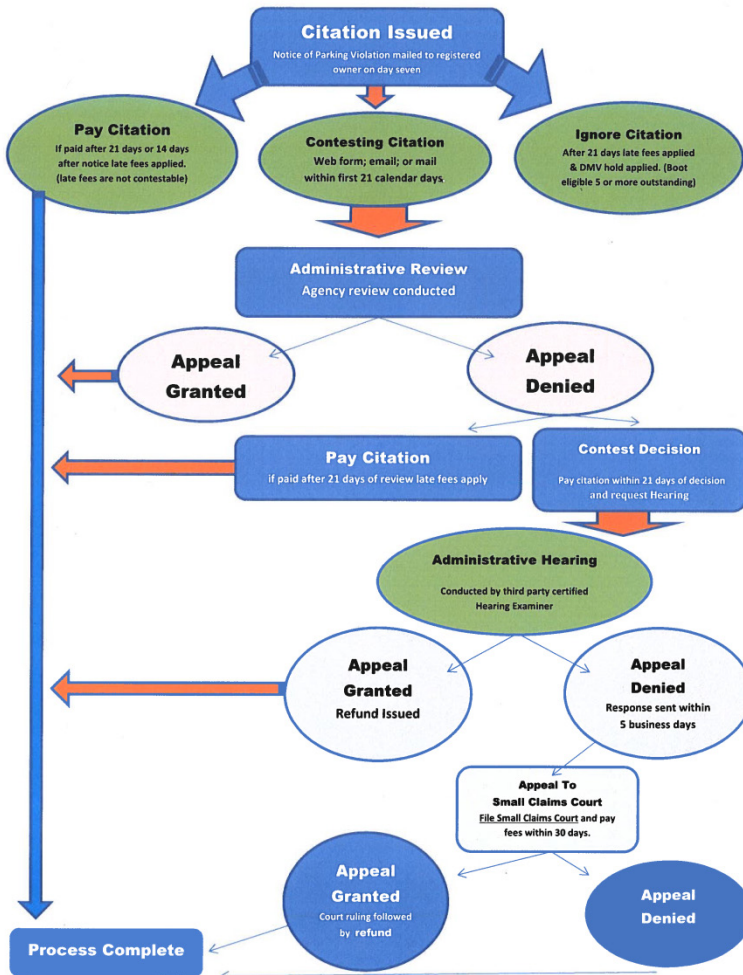 Citation Issued
Notice of Parking Violation mailed to registered
owner on day seven
Pay Citation
If paid after 21 days or 14 days
after notice late fees applied.
(late fees are not contestable)
Contesting Citation
Web form; email; or mail
within first 21 calendar days
Ignore Citation
After 21 days late fees applied
& DMV hold applied. (Boot
eligible 5 or more outstanding)
Administrative Review
Agency review conducted
Appeal
Granted
Appeal
Denied
Pay Citation
if paid after 21 days of review late fees apply
Contest Decision
Pay citation within 21 days of decision
and request Hearing
Administrative Hearing
Conducted by third party certified
Hearing Examiner
Appeal
Granted
Refund Issued
Appeal
Denied
Response sent within
5 business days
Appeal To
Small Claims Court
File Small Claims Court and pay
fees within 30 days.
Appeal
Granted
Court ruling followed
by refund
Appeal
Denied
Process Complete